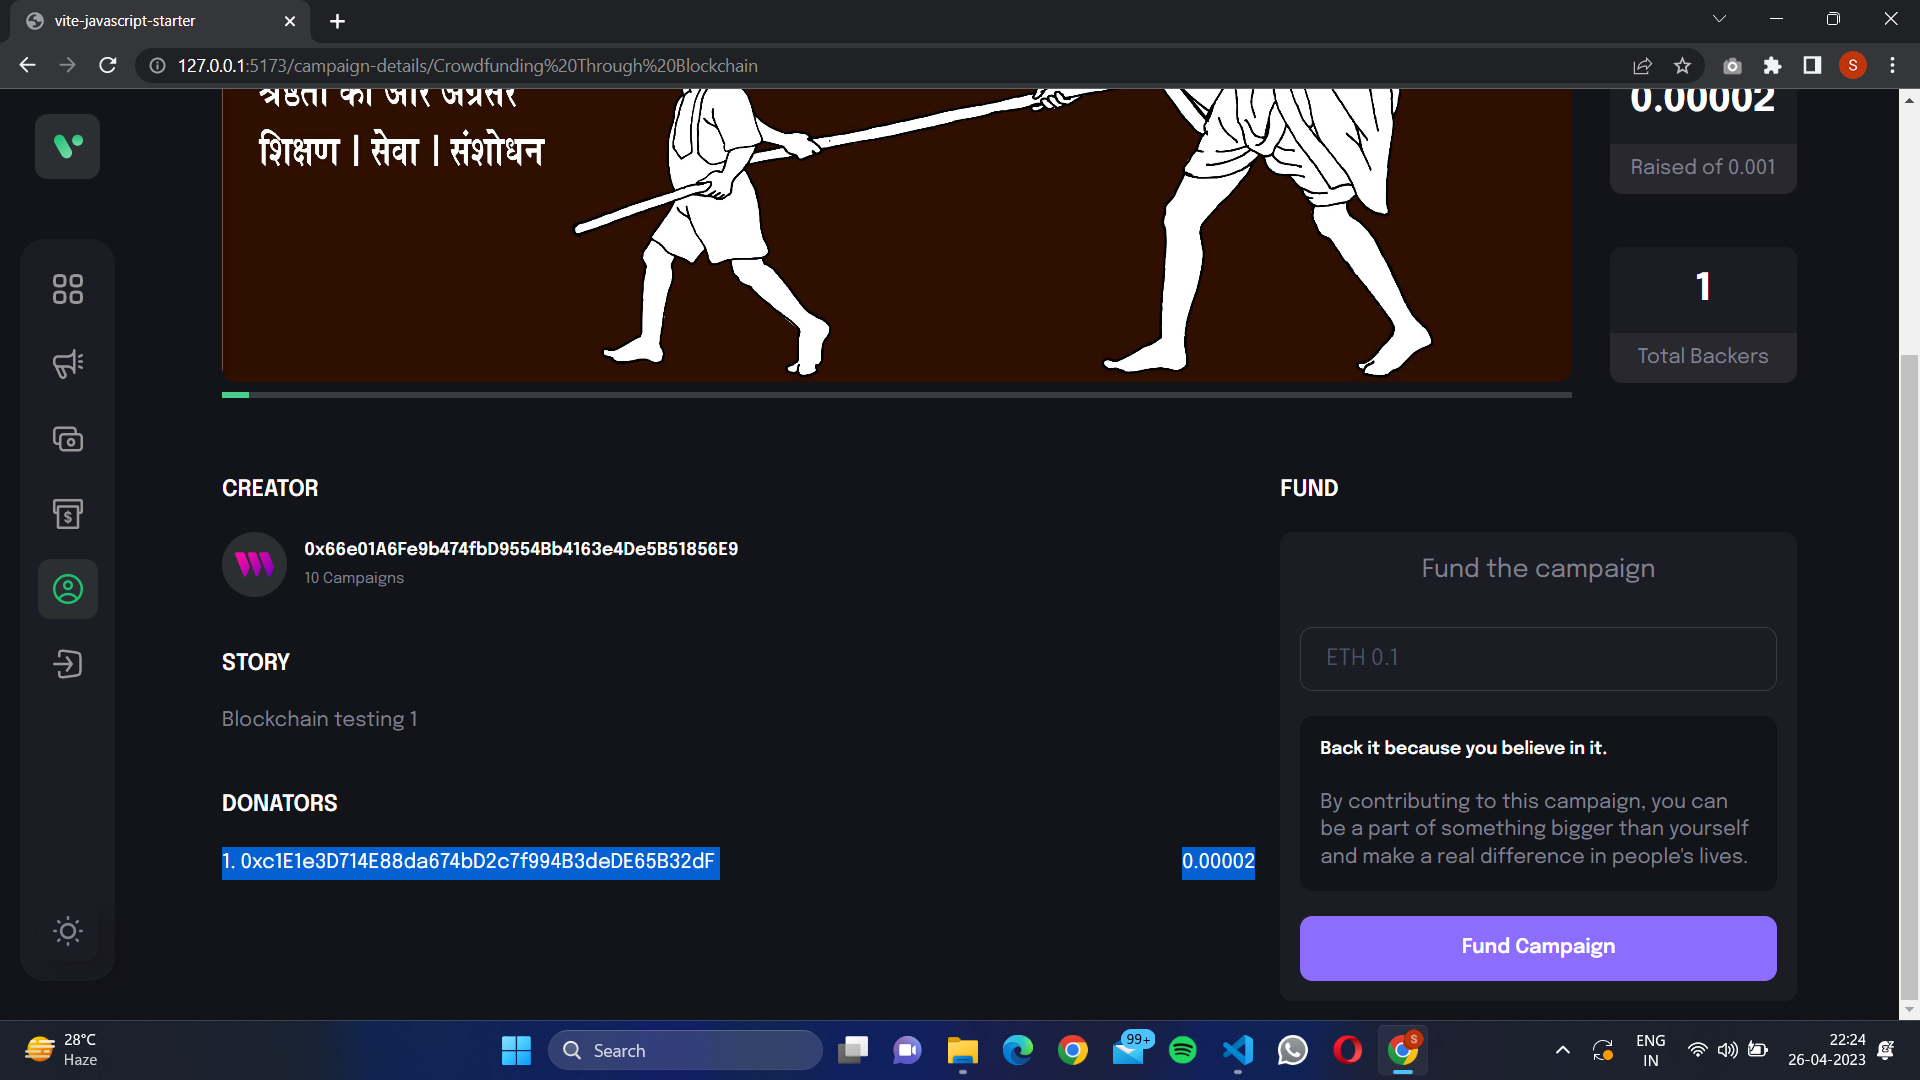 vite-javascript-starter
127.0.0.1:5173/campaign-details/Crowdfunding%20Through%20Blockchain
S
श्रेष्ठता की ओर अग्रसर
शिक्षण | सेवा | संशोधन
0.00002
Raised of 0.001
1
Total Backers
CREATOR
0x66e01A6Fe9b474fbD9554Bb4163e4De5B51856E9
10 Campaigns
STORY
Blockchain testing 1
DONATORS
1. 0xc1E1e3D714E88da674bD2c7f994B3deDE65B32dF 0.00002
FUND
Fund the campaign
ETH 0.1
Back it because you believe in it.
By contributing to this campaign, you can
be a part of something bigger than yourself
and make a real difference in people's lives.
Fund Campaign
28°C
Haze
Search
99+
S
ENG
IN
22:24
26-04-2023